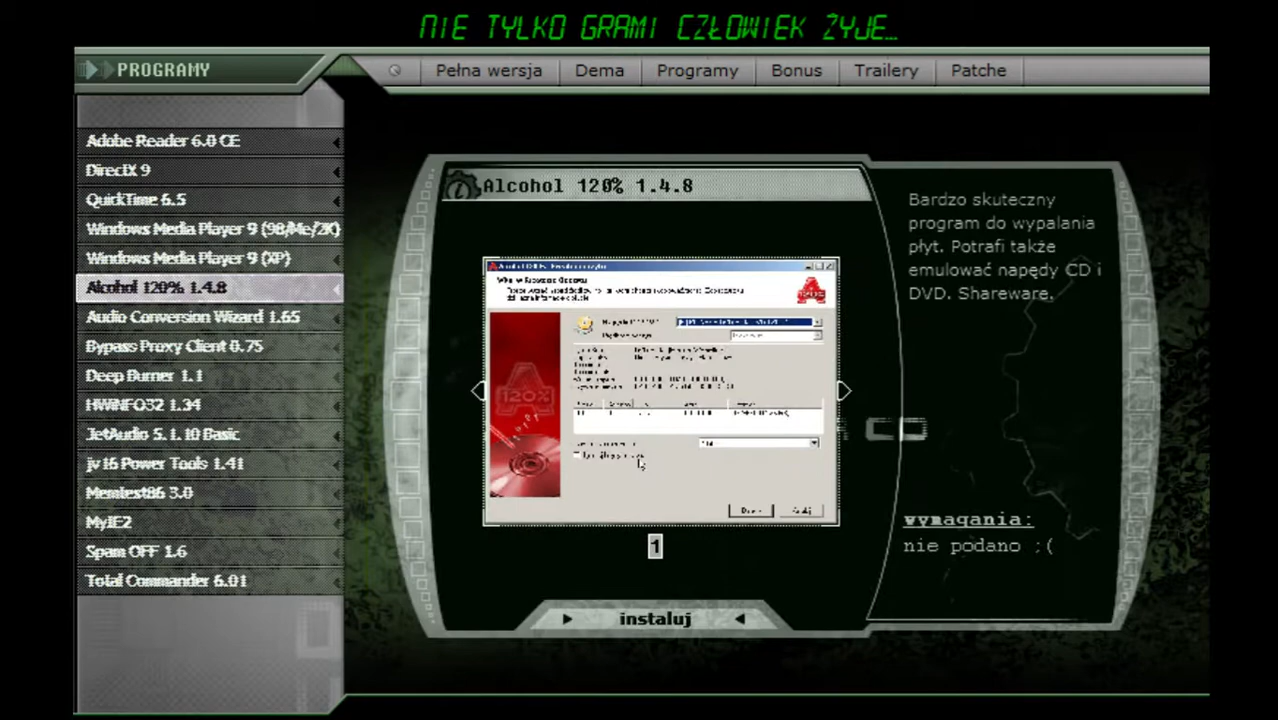 NIE TYLKO GRAMI CZŁOWIEK ŻYJE...
PROGRAMY
Pełna wersja
Dema
Programy
Bonus
Trailery
Patche
Adobe Reader 6.0 CE
DirectX 9
QuickTime 6.5
Windows Media Player 9 (98/Me/2K)
Windows Media Player 9 (XP)
Alcohol 120% 1.4.8
Audio Conversion Wizard 1.65
Bypass Proxy Client 0.75
Deep Burner 1.1
HWiNFO32 1.34
JetAudio 5.1.10 Basic
jv16 Power Tools 1.41
Memtest86 3.0
MyIE2
Spam OFF 1.6
Total Commander 6.01
Alcohol 120% 1.4.8
120%
1
instaluj
Bardzo skuteczny
program do wypalania
płyt. Potrafi także
emulować napędy CD i
DVD. Shareware.
CD
wymagania:
nie podano ;(